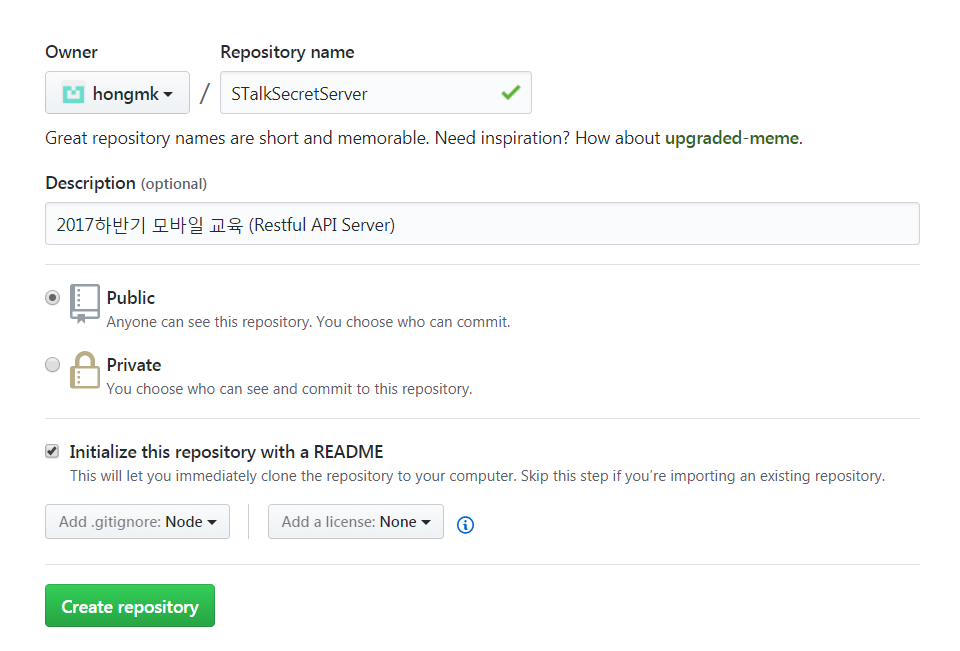 Owner Repository name
hongmk / STalkSecretServer
Great repository names are short and memorable. Need inspiration? How about upgraded-meme.
Description (optional)
2017하반기 모바일 교육 (Restful API Server)
Public
Anyone can see this repository. You choose who can commit.
Private
You choose who can see and commit to this repository.
Initialize this repository with a README
This will let you immediately clone the repository to your computer. Skip this step if you’re importing an existing repository.
Add .gitignore: Node Add a license: None
Create repository